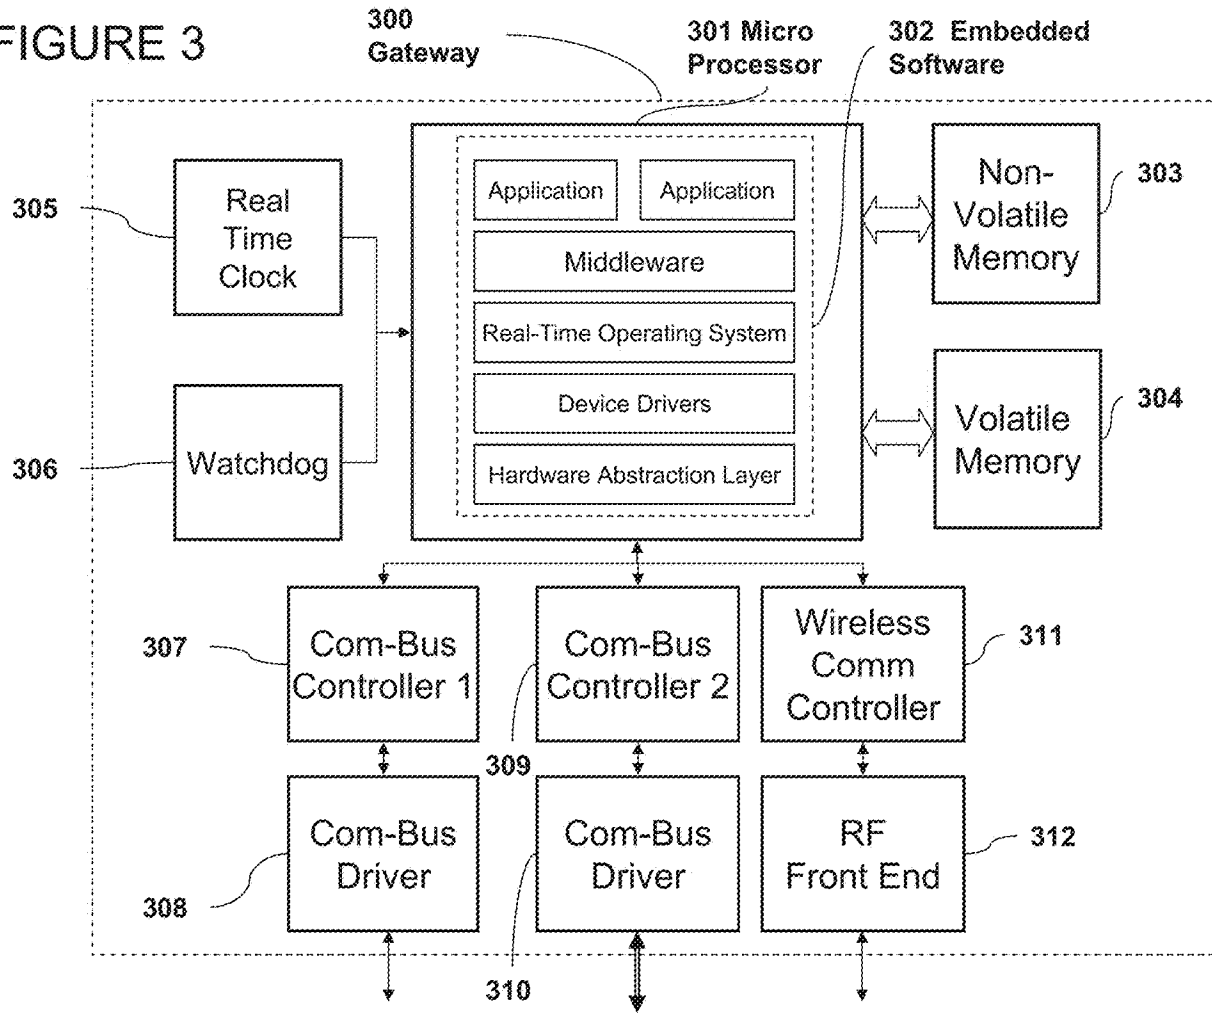 FIGURE 3
300
Gateway
301 Micro
Processor
302 Embedded
Software
305
Real
Time
Clock
Application
Application
Non-
Volatile
Memory
303
Middleware
Real-Time Operating System
306
Watchdog
Device Drivers
Volatile
Memory
304
Hardware Abstraction Layer
307
Com-Bus
Controller 1
309
Com-Bus
Controller 2
Wireless
Comm
Controller
311
308
Com-Bus
Driver
310
Com-Bus
Driver
RF
Front End
312